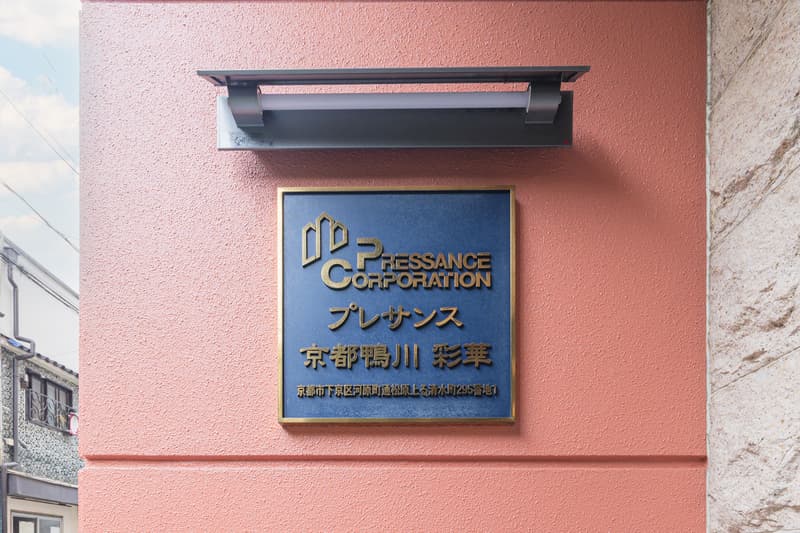 PRESSANCE
CORPORATION
プレサンス
京都鴨川 彩華
京都市下京区河原町通松原上る清水町295番地1